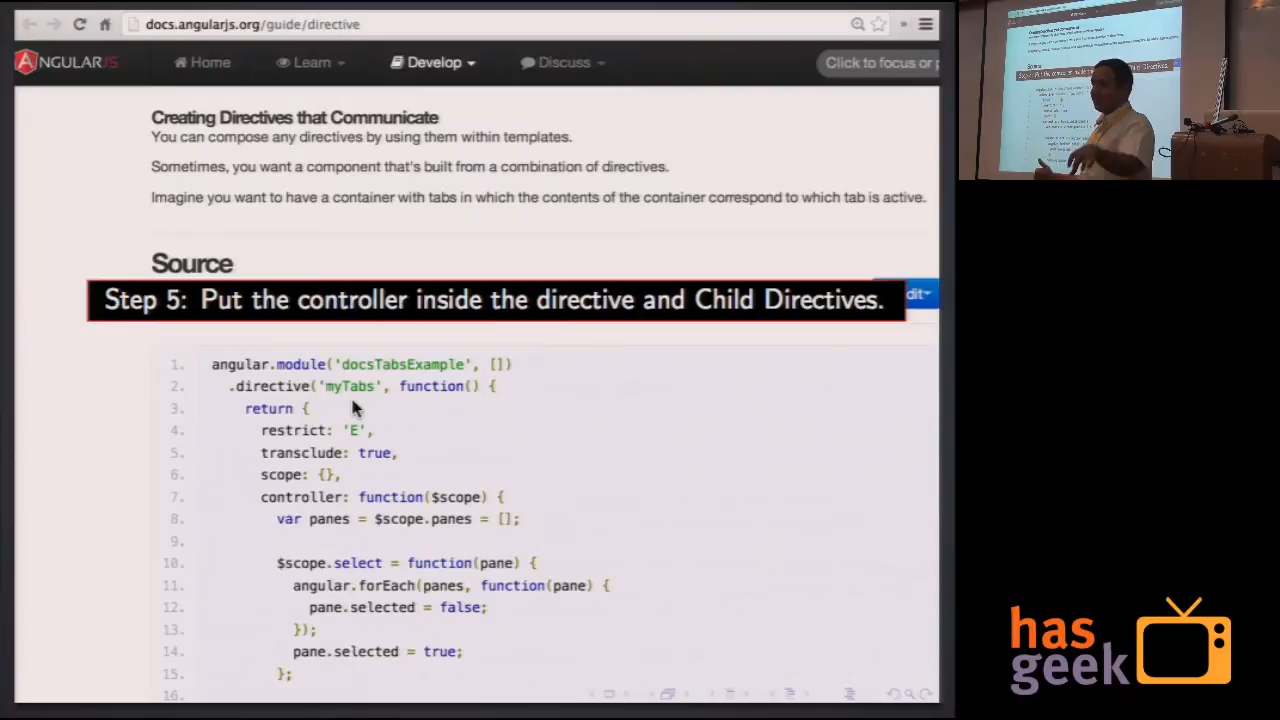 docs.angularjs.org/guide/directive
ANGULARJS Home Learn Develop Discuss Click to focus or p
Creating Directives that Communicate
You can compose any directives by using them within templates.
Sometimes, you want a component that's built from a combination of directives.
Imagine you want to have a container with tabs in which the contents of the container correspond to which tab is active.
Source
dit
Step 5: Put the controller inside the directive and Child Directives.
1. angular.module('docsTabsExample', [])
2. .directive('myTabs', function() {
3. return {
4. restrict: 'E',
5. transclude: true,
6. scope: {},
7. controller: function($scope) {
8. var panes = $scope.panes = [];
9.
10. $scope.select = function(pane) {
11. angular.forEach(panes, function(pane) {
12. pane.selected = false;
13. });
14. pane.selected = true;
15. };
16.
has
geek